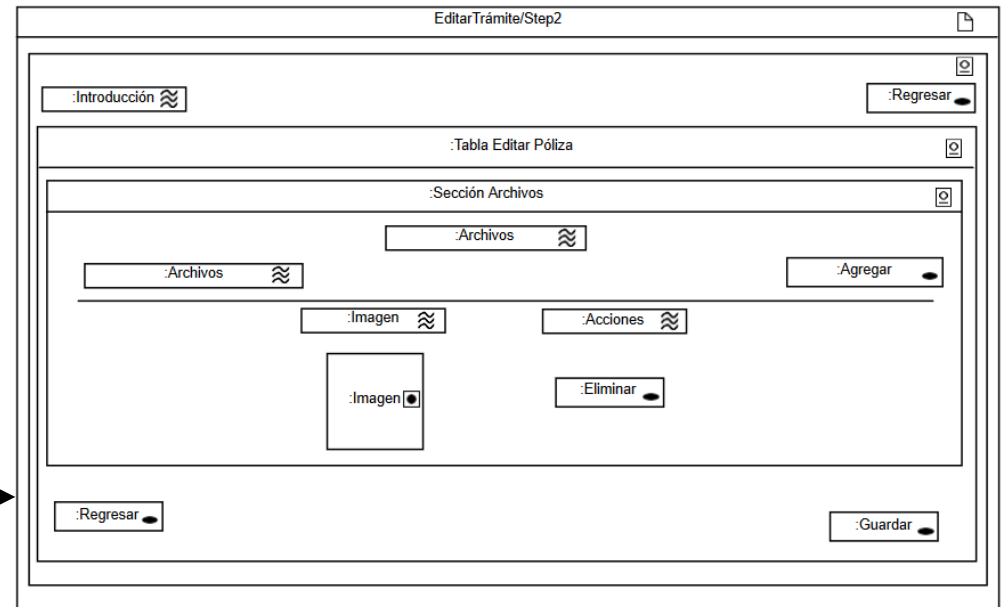 EditarTrámite/Step2
:Introducción
:Regresar
:Tabla Editar Póliza
:Sección Archivos
:Archivos
:Archivos
:Agregar
:Imagen
:Acciones
:Imagen
:Eliminar
:Regresar
:Guardar